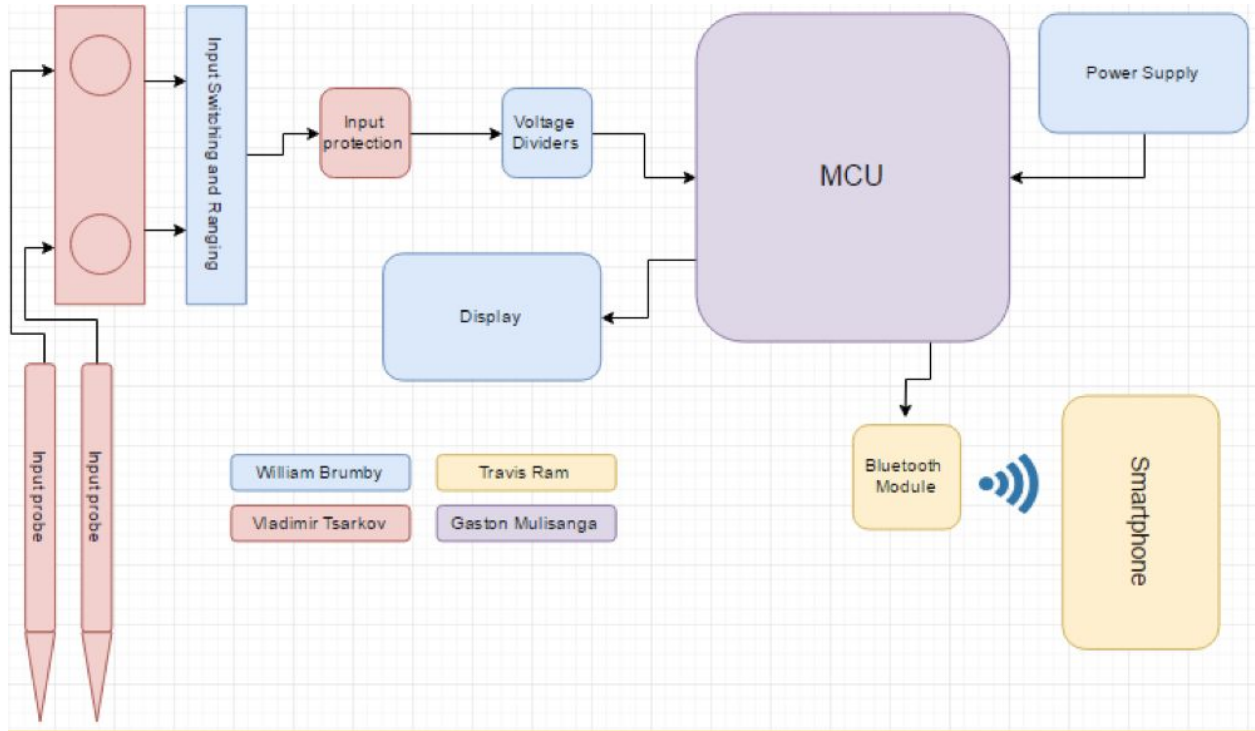 Input Switching and Ranging
Input
protection
Voltage
Dividers
MCU
Power Supply
Display
Input probe
Input probe
William Brumby
Travis Ram
Vladimir Tsarkov
Gaston Mulisanga
Bluetooth
Module
Smartphone